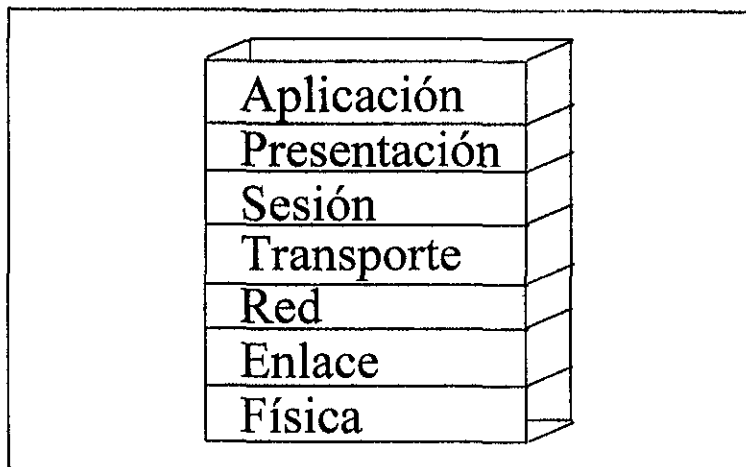 Aplicación
Presentación
Sesión
Transporte
Red
Enlace
Física